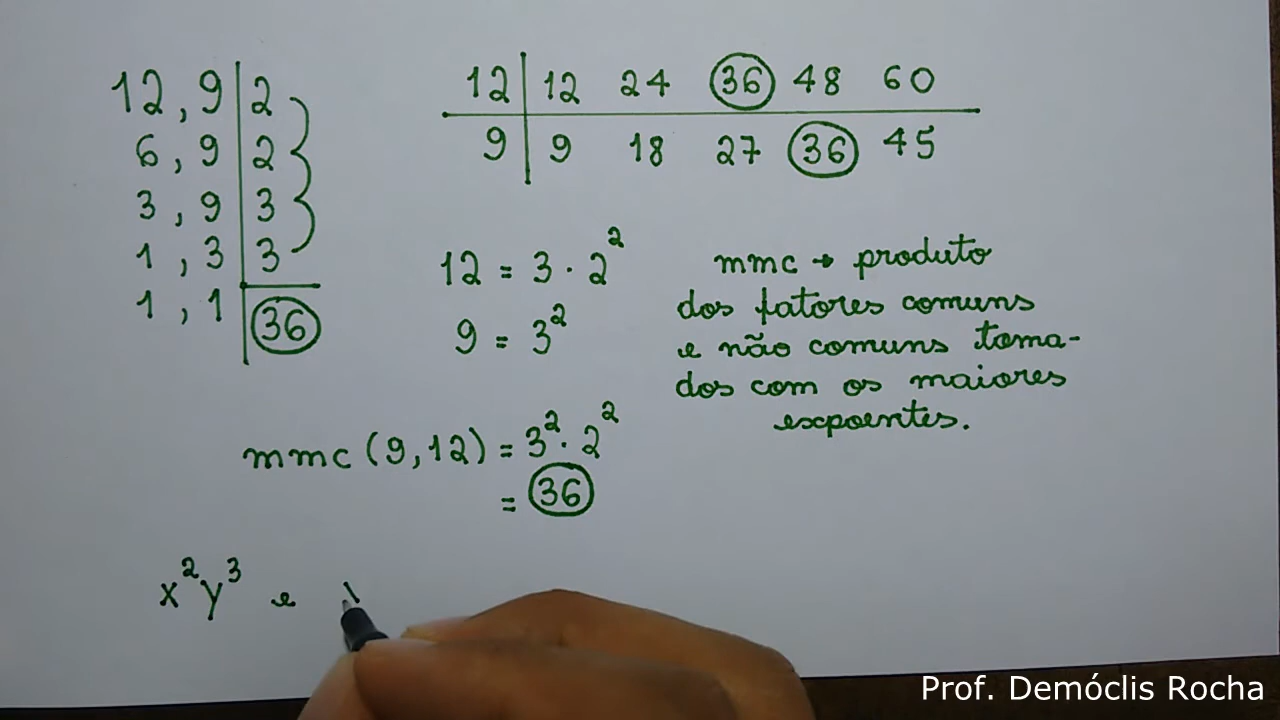 12, 9 | 2
6, 9 | 2
3, 9 | 3
1, 3 | 3
1, 1 | 36
12 | 12 24 36 48 60
9 | 9 18 27 36 45
12 = 3 · 2²
9 = 3²
mmc → produto
dos fatores comuns
e não comuns toma-
dos com os maiores
expoentes.
mmc (9, 12) = 3² · 2²
= 36
x²y³ e
Prof. Demóclis Rocha